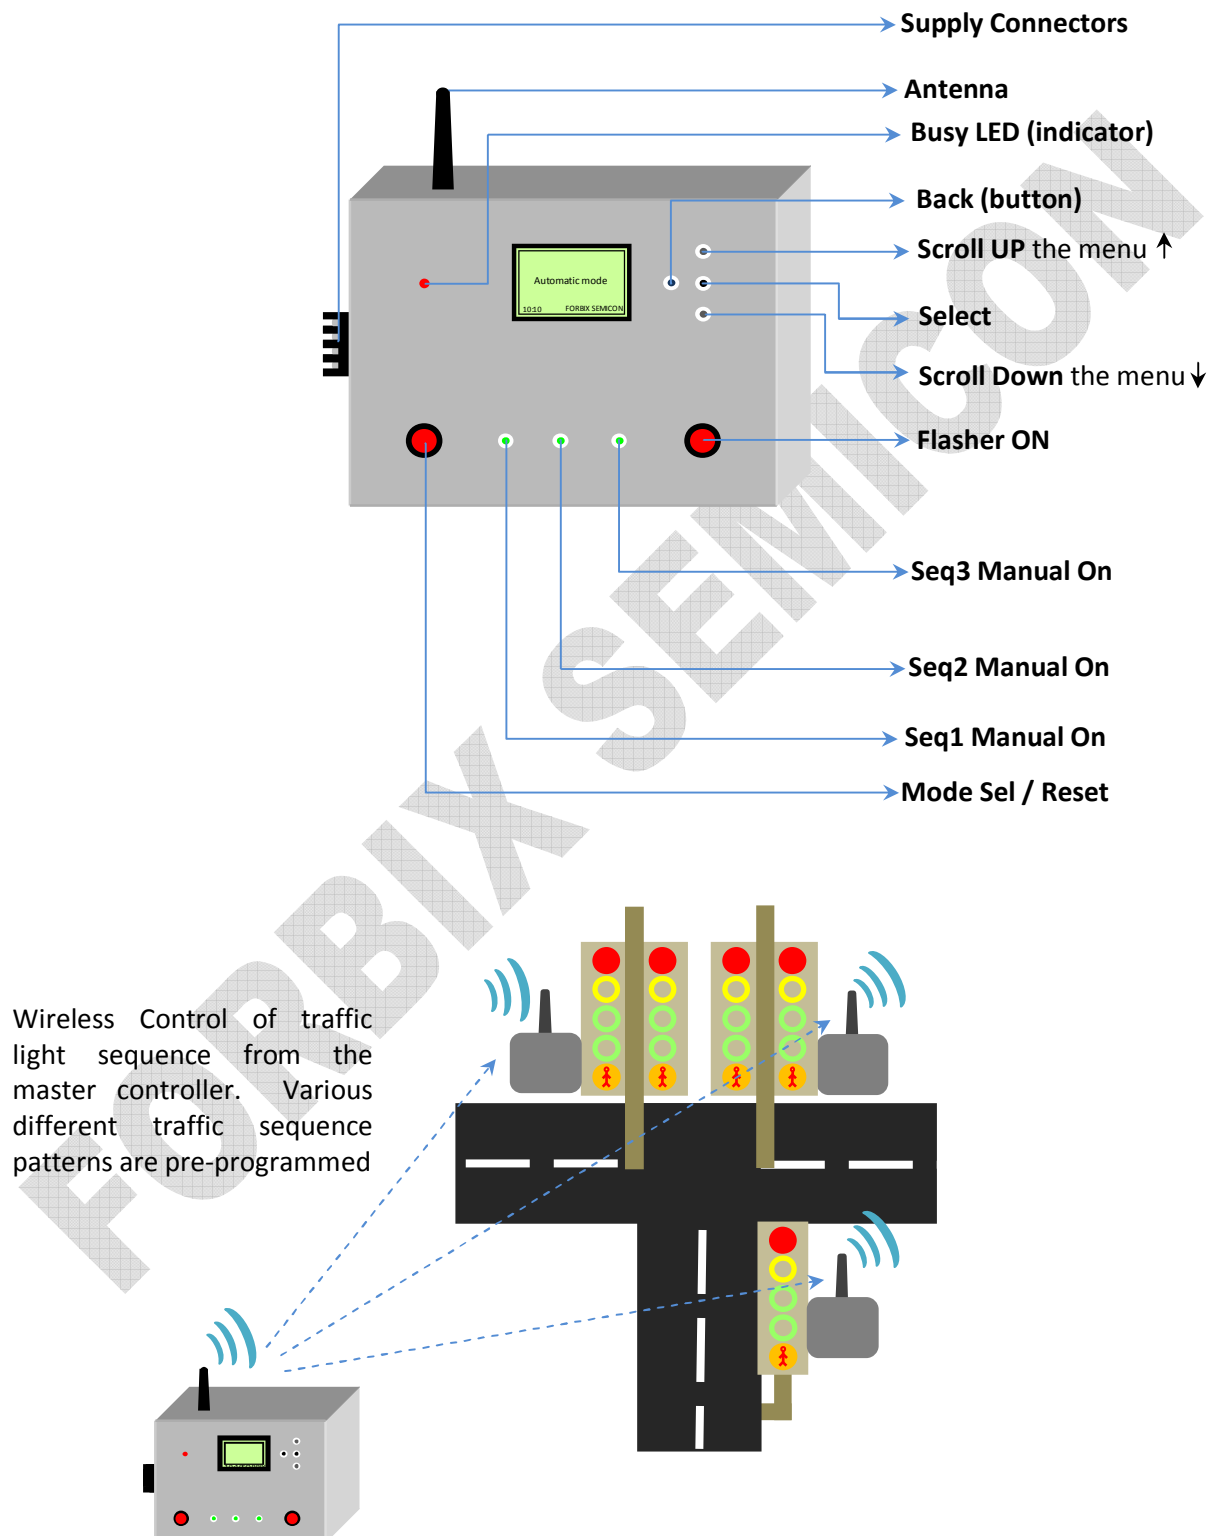 Supply Connectors
Antenna
Busy LED (indicator)
Back (button)
Scroll UP the menu
Select
Scroll Down the menu
Flasher ON
Automatic mode
10:10 FORBIX SEMICON
Seq3 Manual On
Seq2 Manual On
Seq1 Manual On
Mode Sel / Reset
Wireless Control of traffic
light sequence from the
master controller. Various
different traffic sequence
patterns are pre-programmed
FORBIX SEMICON